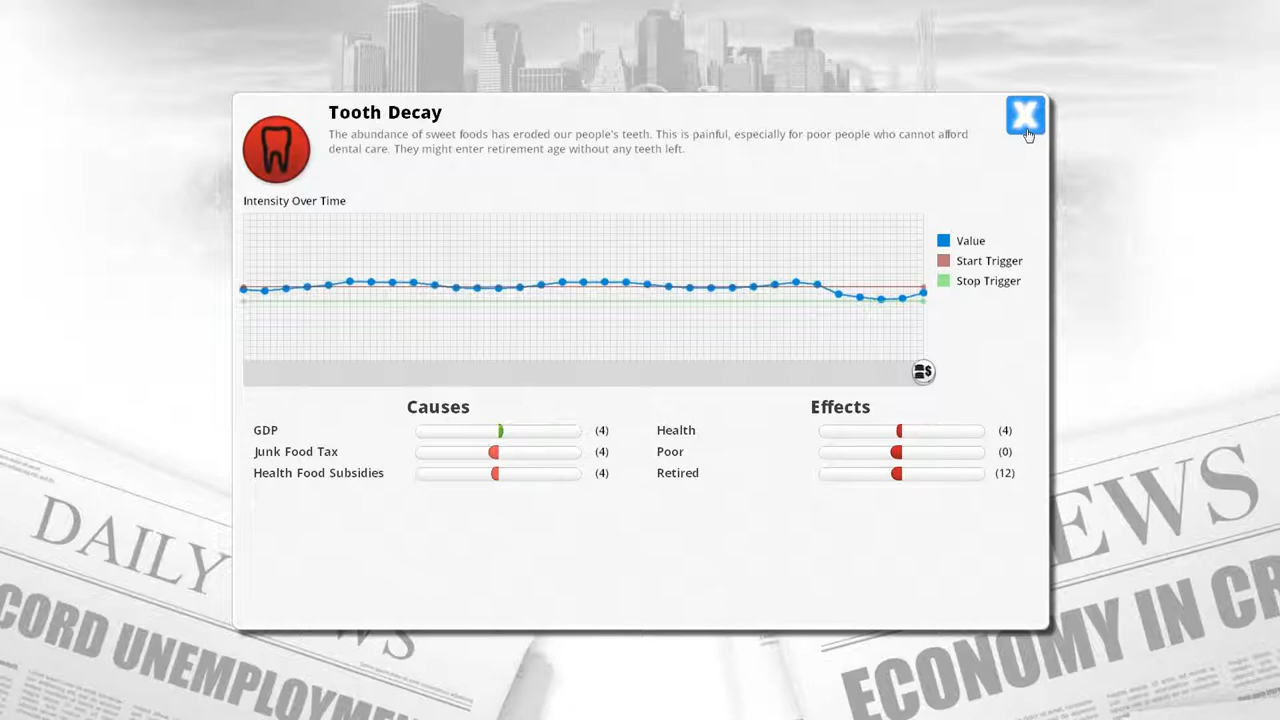 Tooth Decay
X
The abundance of sweet foods has eroded our people's teeth. This is painful, especially for poor people who cannot afford
dental care. They might enter retirement age without any teeth left.
Intensity Over Time
Value
Start Trigger
Stop Trigger
$
Causes
Effects
GDP (4)
Health (4)
Junk Food Tax (4)
Poor (0)
Health Food Subsidies (4)
Retired (12)
DAILY
NEWS
CORD UNEMPLOYME
EWS
ECONOMY IN CR